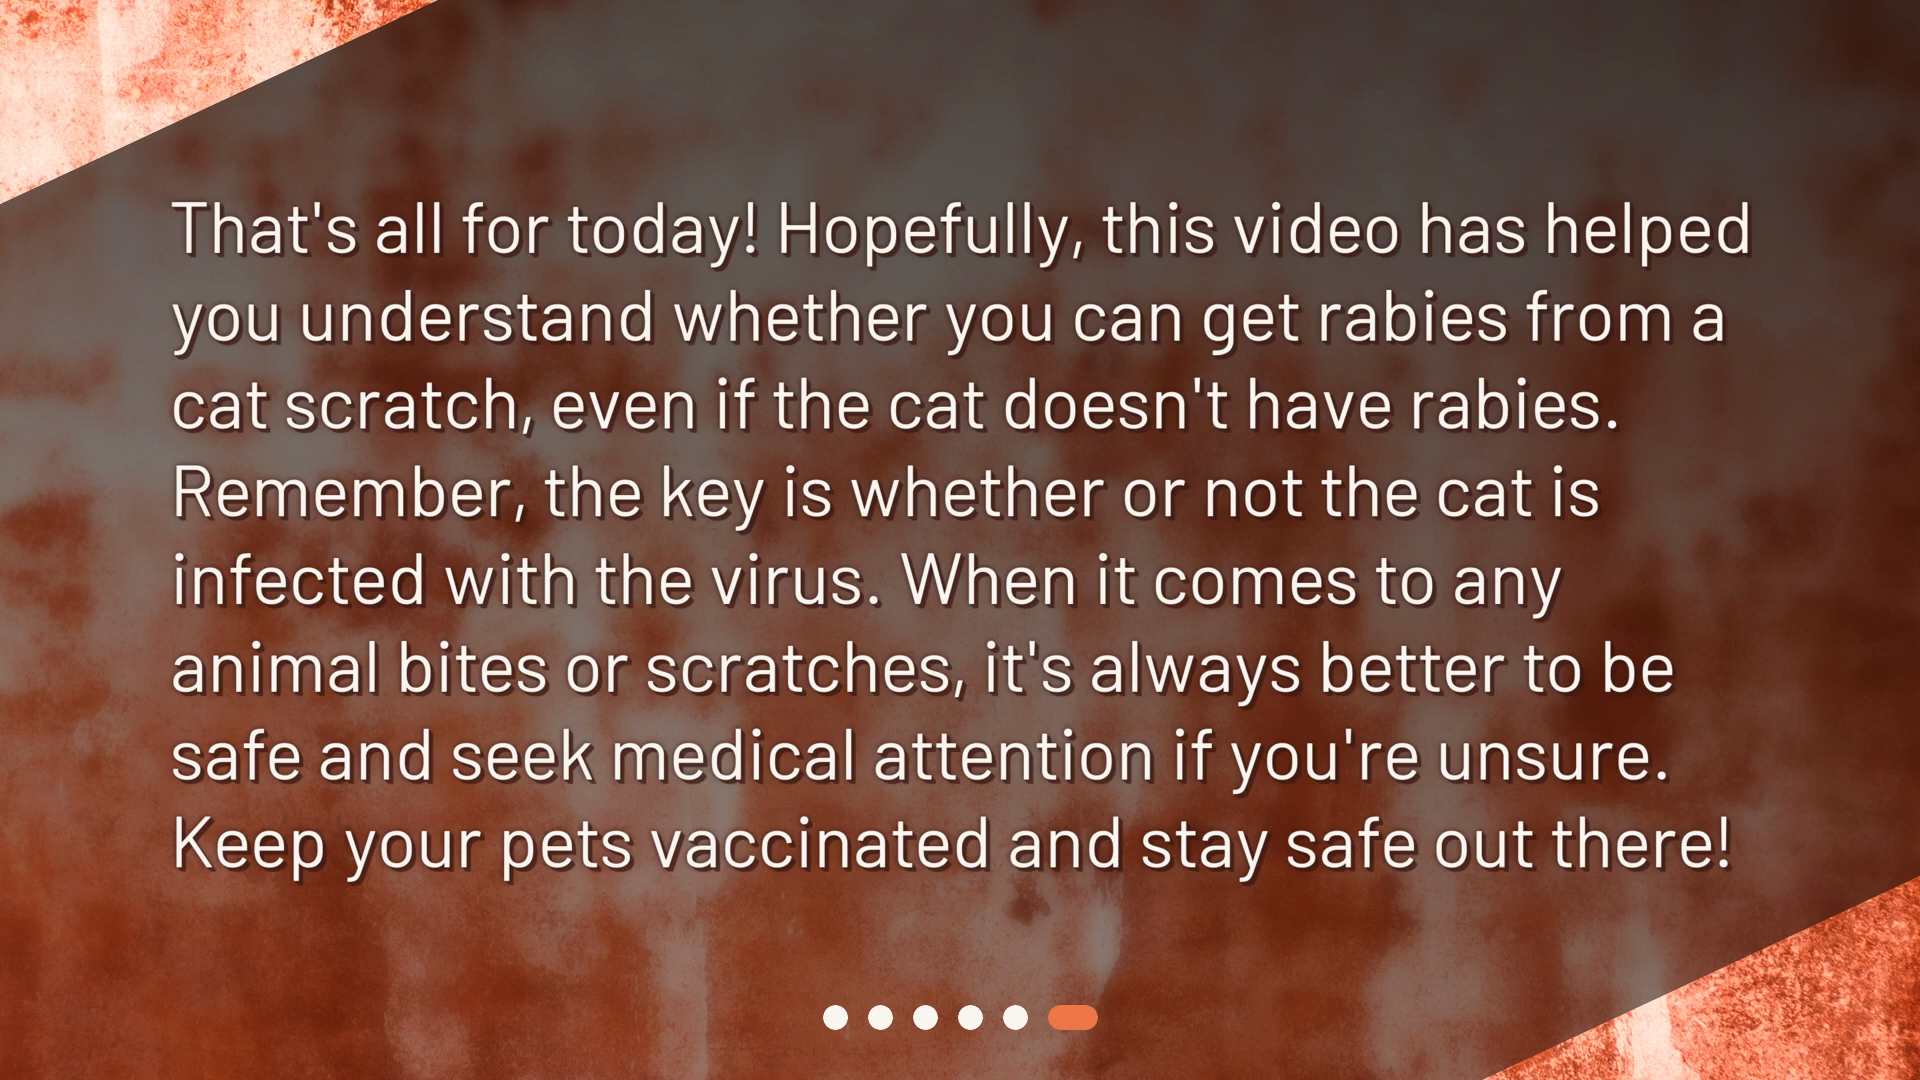 That's all for today! Hopefully, this video has helped
you understand whether you can get rabies from a
cat scratch, even if the cat doesn't have rabies.
Remember, the key is whether or not the cat is
infected with the virus. When it comes to any
animal bites or scratches, it's always better to be
safe and seek medical attention if you're unsure.
Keep your pets vaccinated and stay safe out there!